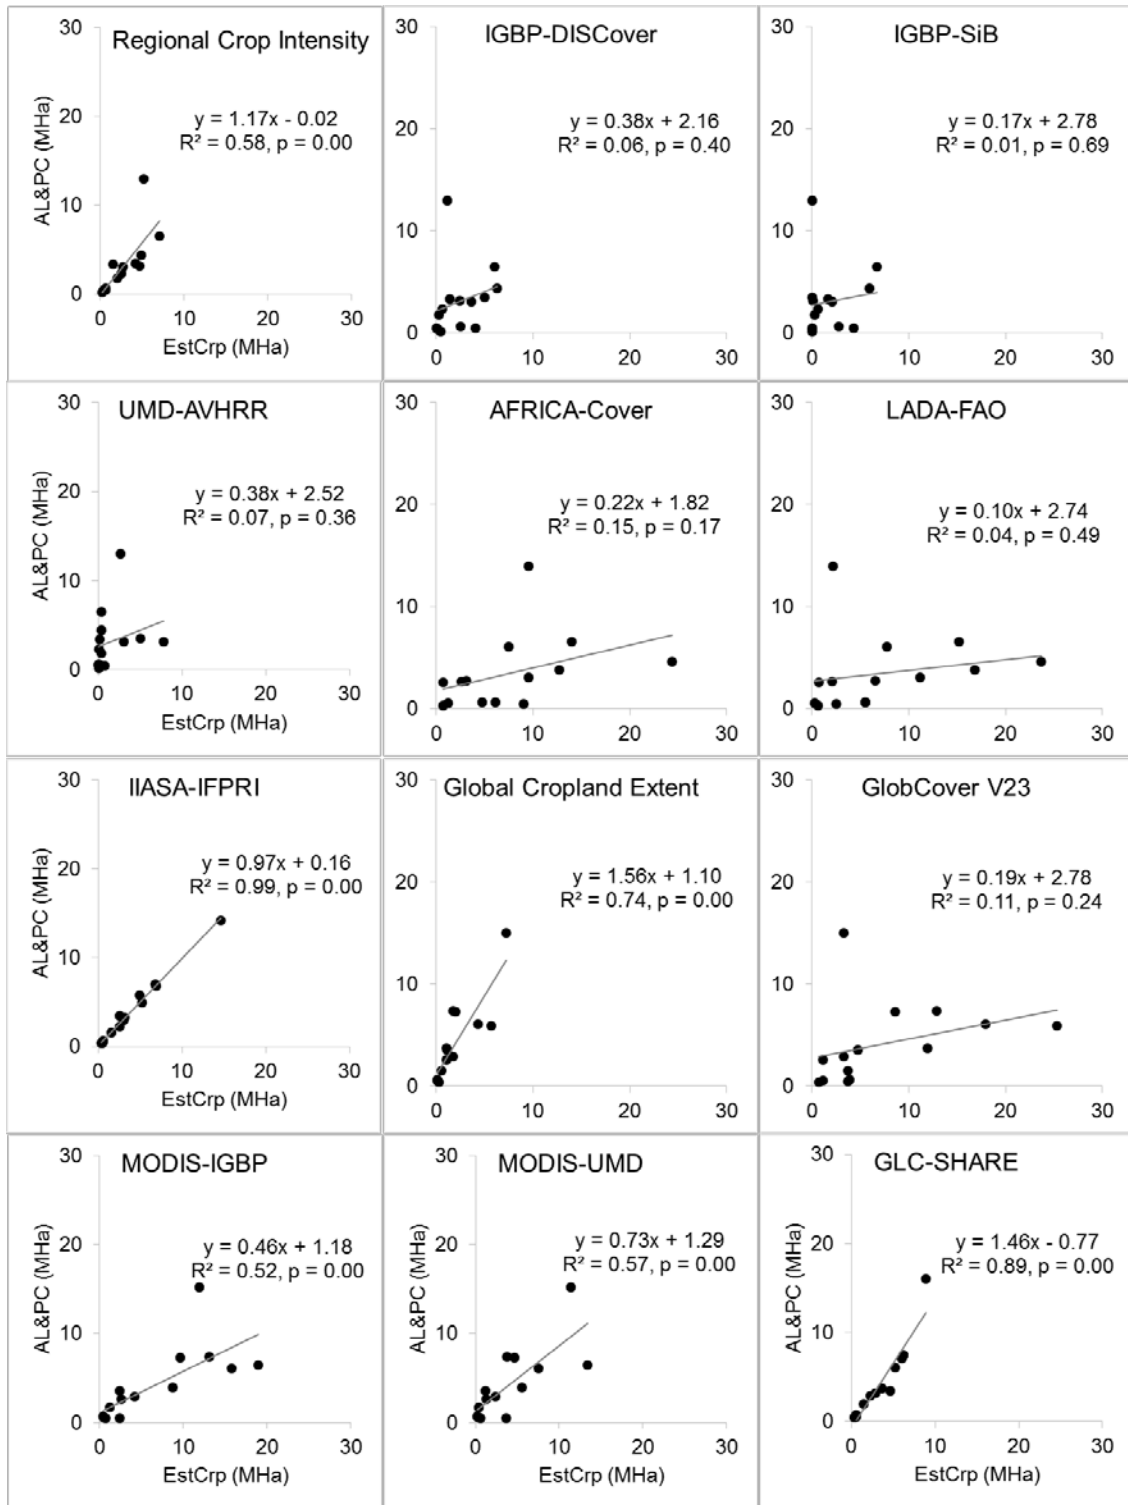 Regional Crop Intensity
y = 1.17x - 0.02
R² = 0.58, p = 0.00
AL&PC (MHa)
30
20
10
0
0 10 20 30
EstCrp (MHa)
IGBP-DISCover
y = 0.38x + 2.16
R² = 0.06, p = 0.40
30
20
10
0
0 10 20 30
IGBP-SiB
y = 0.17x + 2.78
R² = 0.01, p = 0.69
30
20
10
0
0 10 20 30
UMD-AVHRR
y = 0.38x + 2.52
R² = 0.07, p = 0.36
AL&PC (MHa)
30
20
10
0
0 10 20 30
EstCrp (MHa)
AFRICA-Cover
y = 0.22x + 1.82
R² = 0.15, p = 0.17
30
20
10
0
0 10 20 30
LADA-FAO
y = 0.10x + 2.74
R² = 0.04, p = 0.49
30
20
10
0
0 10 20 30
IIASA-IFPRI
y = 0.97x + 0.16
R² = 0.99, p = 0.00
AL&PC (MHa)
30
20
10
0
0 10 20 30
EstCrp (MHa)
Global Cropland Extent
y = 1.56x + 1.10
R² = 0.74, p = 0.00
30
20
10
0
0 10 20 30
GlobCover V23
y = 0.19x + 2.78
R² = 0.11, p = 0.24
30
20
10
0
0 10 20 30
MODIS-IGBP
y = 0.46x + 1.18
R² = 0.52, p = 0.00
AL&PC (MHa)
30
20
10
0
0 10 20 30
EstCrp (MHa)
MODIS-UMD
y = 0.73x + 1.29
R² = 0.57, p = 0.00
AL&PC (MHa)
30
20
10
0
0 10 20 30
EstCrp (MHa)
GLC-SHARE
y = 1.46x - 0.77
R² = 0.89, p = 0.00
AL&PC (MHa)
30
20
10
0
0 10 20 30
EstCrp (MHa)